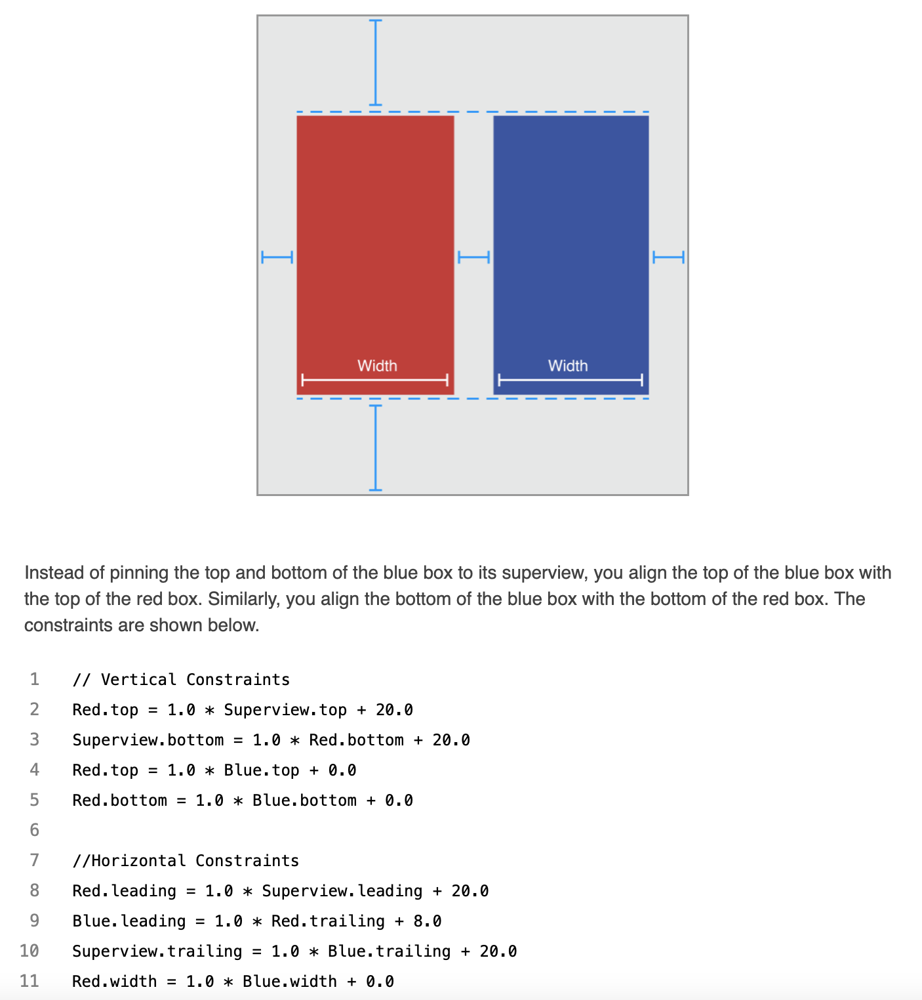 Width
Width
Instead of pinning the top and bottom of the blue box to its superview, you align the top of the blue box with
the top of the red box. Similarly, you align the bottom of the blue box with the bottom of the red box. The
constraints are shown below.
1 // Vertical Constraints
2 Red.top = 1.0 * Superview.top + 20.0
3 Superview.bottom = 1.0 * Red.bottom + 20.0
4 Red.top = 1.0 * Blue.top + 0.0
5 Red.bottom = 1.0 * Blue.bottom + 0.0
6
7 //Horizontal Constraints
8 Red.leading = 1.0 * Superview.leading + 20.0
9 Blue.leading = 1.0 * Red.trailing + 8.0
10 Superview.trailing = 1.0 * Blue.trailing + 20.0
11 Red.width = 1.0 * Blue.width + 0.0